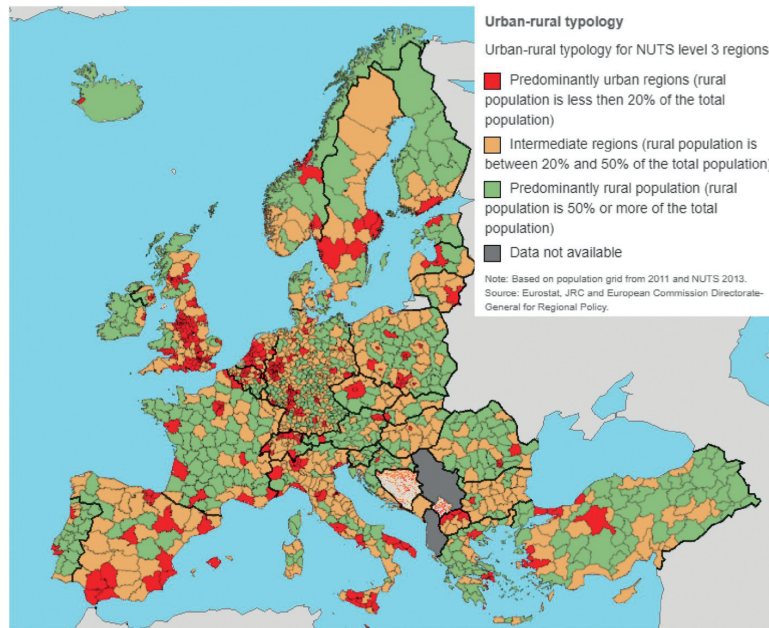 Urban-rural typology
Urban-rural typology for NUTS level 3 regions
Predominantly urban regions (rural
population is less then 20% of the total
population)
Intermediate regions (rural population is
between 20% and 50% of the total population)
Predominantly rural population (rural
population is 50% or more of the total
population)
Data not available
Note: Based on population grid from 2011 and NUTS 2013.
Source: Eurostat, JRC and European Commission Directorate-
General for Regional Policy.